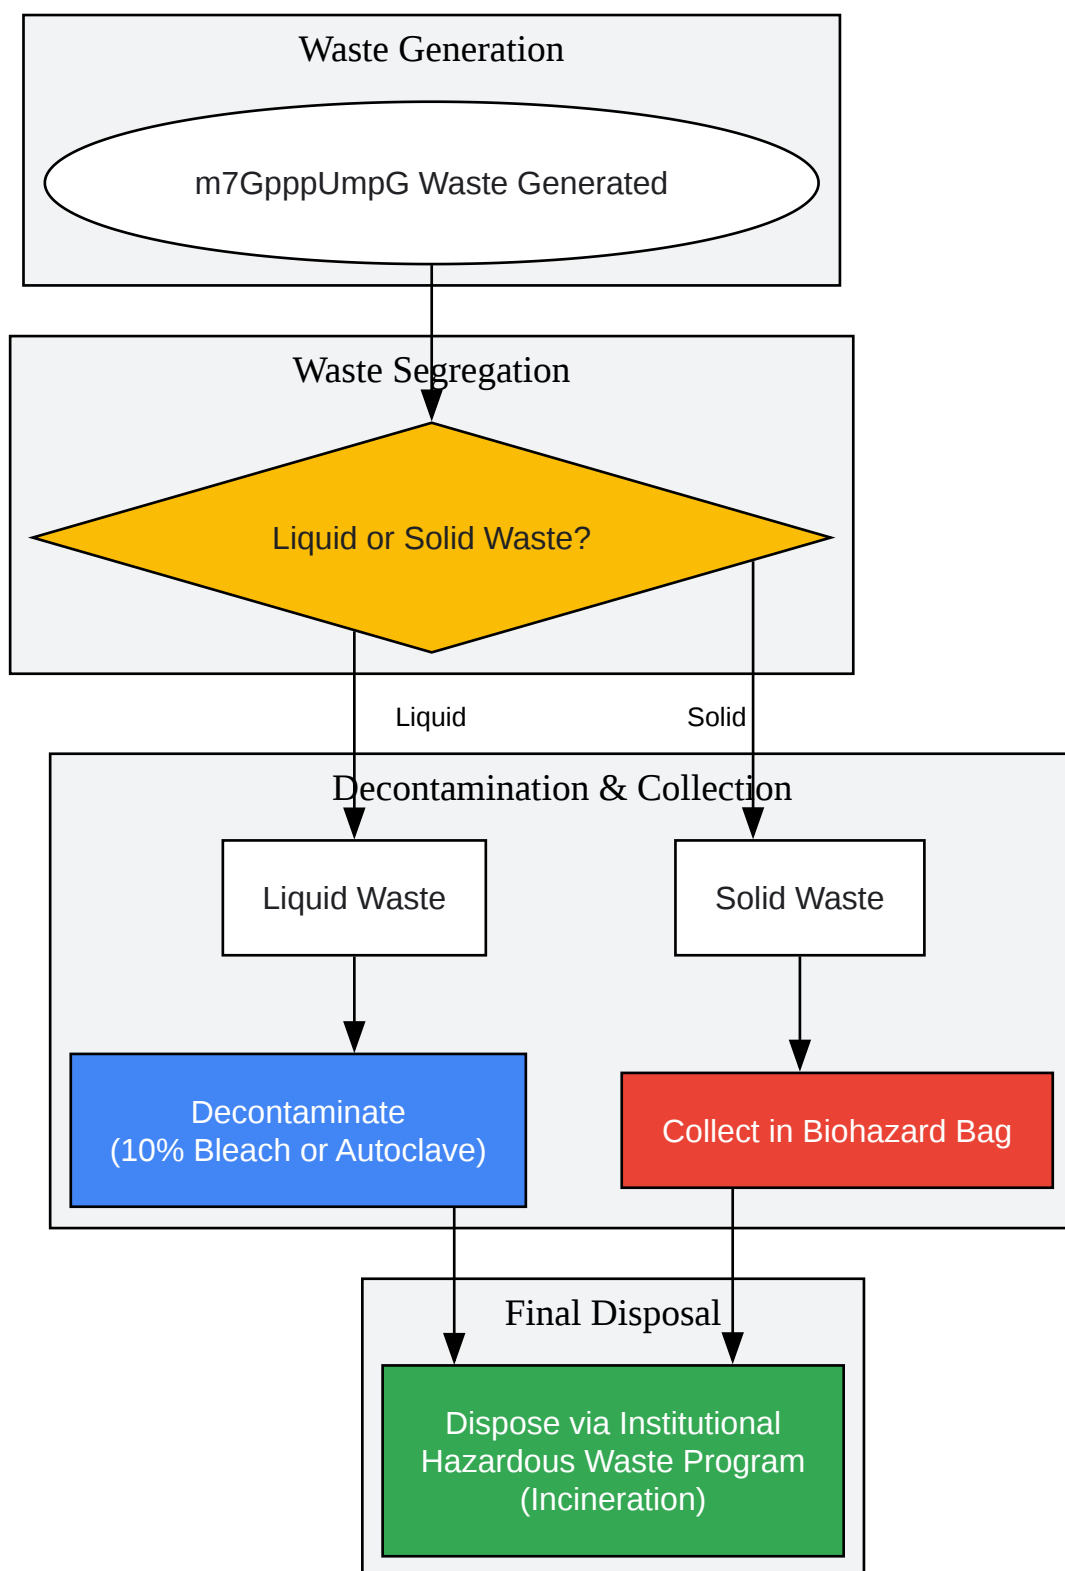 Waste Generation
m7GpppUmpG Waste Generated
Waste Segregation
Liquid or Solid Waste?
Liquid
Solid
Decontamination & Collection
Liquid Waste
Solid Waste
Decontaminate
(10% Bleach or Autoclave)
Collect in Biohazard Bag
Final Disposal
Dispose via Institutional
Hazardous Waste Program
(Incineration)